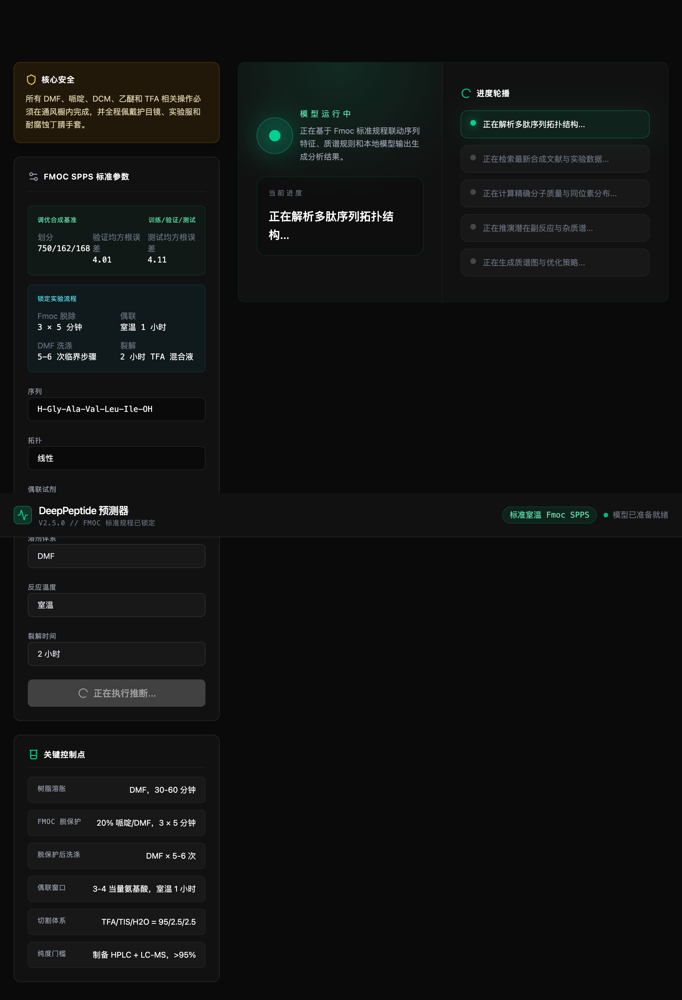 核心安全
所有 DMF、哌啶、DCM、乙醚和 TFA 相关操作必
须在通风橱内完成，并全程佩戴护目镜、实验服和
耐腐蚀丁腈手套。
FMOC SPPS 标准参数
调优合成基准
训练/验证/测试
划分
750/162/168
验证均方根误
差
4.01
测试均方根误
差
4.11
锁定实验流程
Fmoc 脱除
3 × 5 分钟
偶联
室温 1 小时
DMF 洗涤
5–6 次临界步骤
裂解
2 小时 TFA 混合液
序列
H-Gly-Ala-Val-Leu-Ile-OH
拓扑
线性
偶联试剂
DeepPeptide 预测器
V2.5.0 // FMOC 标准规程已锁定
标准室温 Fmoc SPPS
模型已准备就绪
溶剂体系
DMF
反应温度
室温
裂解时间
2 小时
正在执行推断...
关键控制点
树脂溶胀
DMF，30-60 分钟
FMOC 脱保护
20% 哌啶/DMF，3 × 5 分钟
脱保护后洗涤
DMF × 5-6 次
偶联窗口
3-4 当量氨基酸，室温 1 小时
切割体系
TFA/TIS/H2O = 95/2.5/2.5
纯度门槛
制备 HPLC + LC-MS，>95%
模型运行中
正在基于 Fmoc 标准规程联动序列
特征、质谱规则和本地模型输出生
成分析结果。
当前进度
正在解析多肽序列拓扑结
构...
进度轮播
正在解析多肽序列拓扑结构...
正在检索最新合成文献与实验数据...
正在计算精确分子质量与同位素分布...
正在推演潜在副反应与杂质谱...
正在生成质谱图与优化策略...